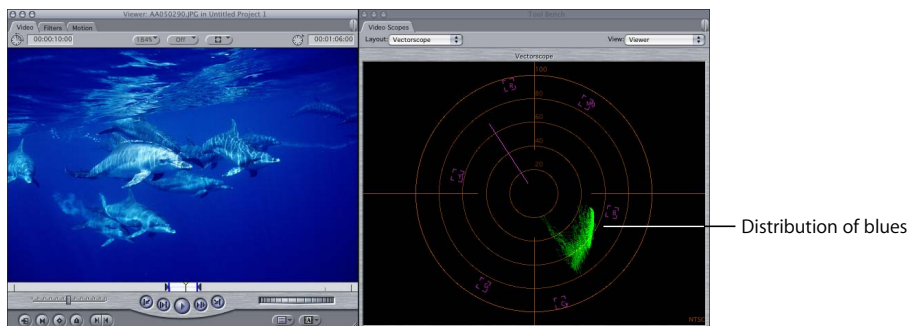 Viewer: AA050290.JPG in Untitled Project 1
Video Filters Motion
00:00:10:00 Off 00:01:06:00
Tool Bench
Video Scopes
Layout: Vectorscope View: Viewer
Vectorscope
100
80
60
40
20
Distribution of blues
NTSC